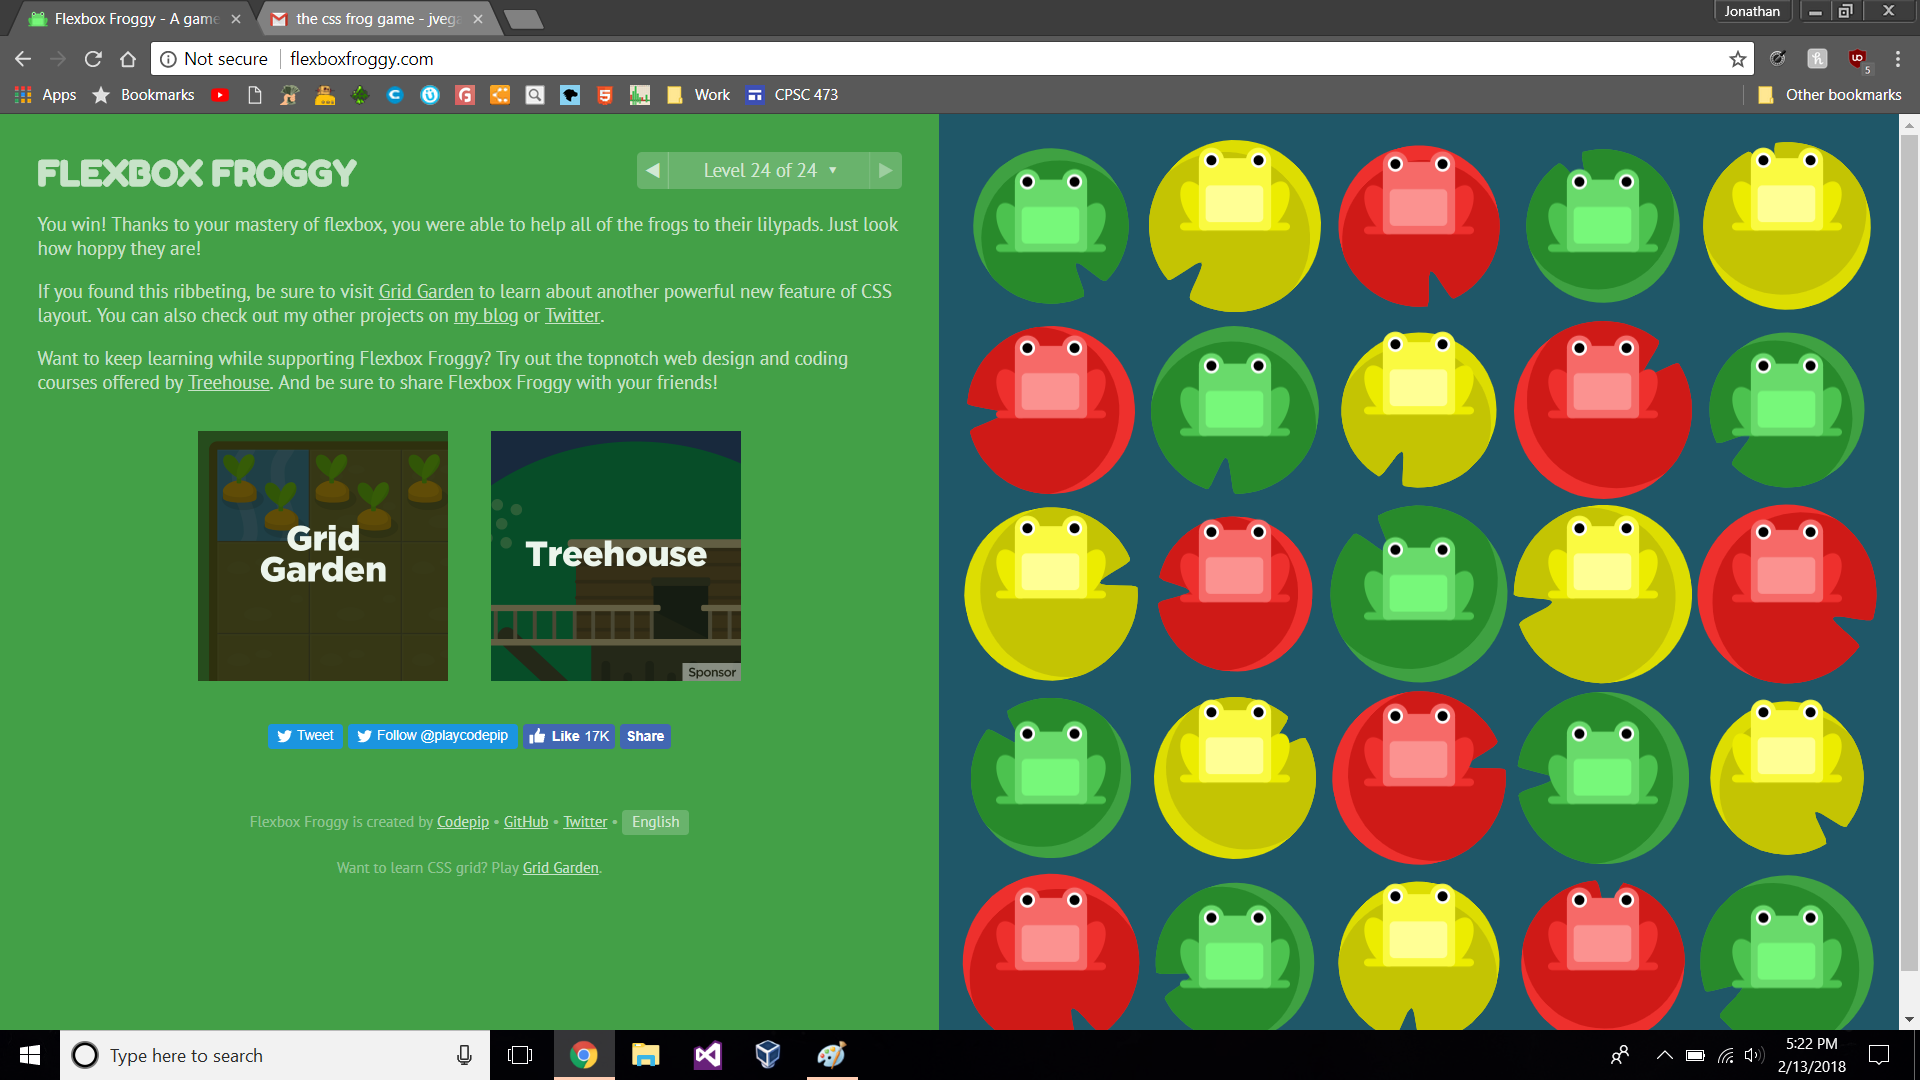 Flexbox Froggy - A game
the css frog game - jvega
Jonathan
Not secure
flexboxfroggy.com
Apps
Bookmarks
Work
CPSC 473
Other bookmarks
FLEXBOX FROGGY
Level 24 of 24
You win! Thanks to your mastery of flexbox, you were able to help all of the frogs to their lilypads. Just look
how hoppy they are!
If you found this ribbeting, be sure to visit Grid Garden to learn about another powerful new feature of CSS
layout. You can also check out my other projects on my blog or Twitter.
Want to keep learning while supporting Flexbox Froggy? Try out the topnotch web design and coding
courses offered by Treehouse. And be sure to share Flexbox Froggy with your friends!
Grid
Garden
Treehouse
Sponsor
Tweet
Follow @playcodepip
Like 17K
Share
Flexbox Froggy is created by Codepip • GitHub • Twitter • English
Want to learn CSS grid? Play Grid Garden.
Type here to search
5:22 PM
2/13/2018